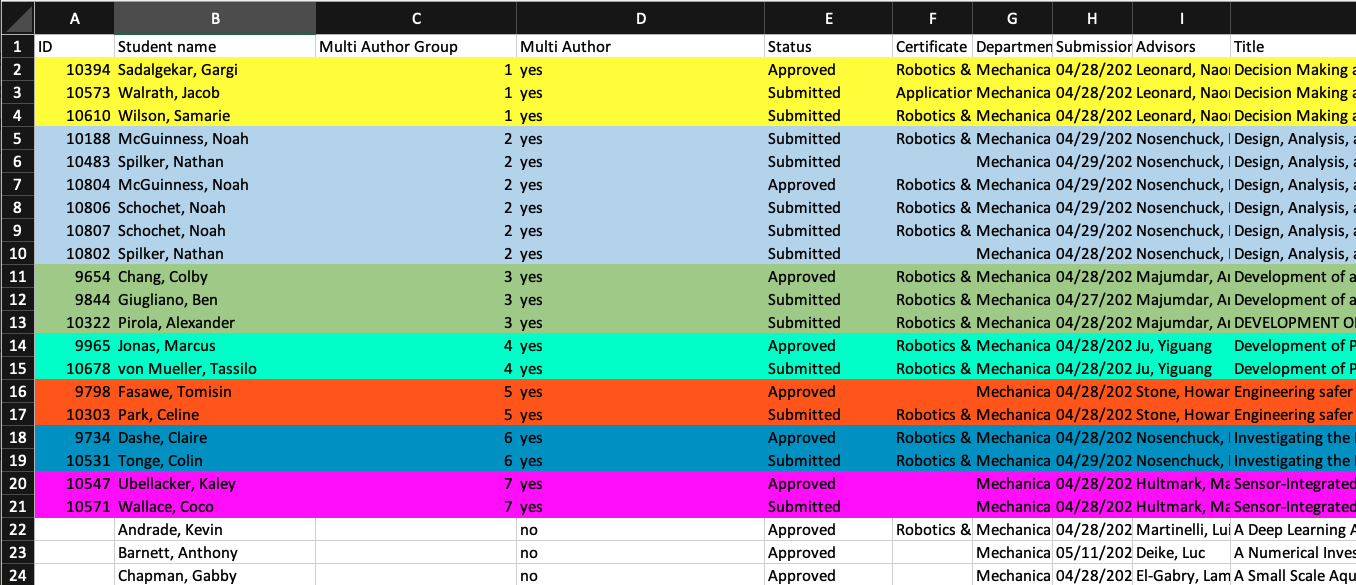 A B C D E F G H I
1 ID Student name Multi Author Group Multi Author Status Certificate Departmen Submission Advisors Title
2 10394 Sadalgekar, Gargi 1 yes Approved Robotics & Mechanica 04/28/202 Leonard, Nao Decision Making a
3 10573 Walrath, Jacob 1 yes Submitted Application Mechanica 04/28/202 Leonard, Nao Decision Making a
4 10610 Wilson, Samarie 1 yes Submitted Robotics & Mechanica 04/28/202 Leonard, Nao Decision Making a
5 10188 McGuinness, Noah 2 yes Submitted Robotics & Mechanica 04/29/202 Nosenchuck, Design, Analysis, a
6 10483 Spilker, Nathan 2 yes Submitted Mechanica 04/29/202 Nosenchuck, Design, Analysis, a
7 10804 McGuinness, Noah 2 yes Approved Robotics & Mechanica 04/29/202 Nosenchuck, Design, Analysis, a
8 10806 Schochet, Noah 2 yes Submitted Robotics & Mechanica 04/29/202 Nosenchuck, Design, Analysis, a
9 10807 Schochet, Noah 2 yes Submitted Robotics & Mechanica 04/29/202 Nosenchuck, Design, Analysis, a
10 10802 Spilker, Nathan 2 yes Submitted Mechanica 04/28/202 Nosenchuck, Design, Analysis, a
11 9654 Chang, Colby 3 yes Approved Robotics & Mechanica 04/28/202 Majumdar, A Development of a
12 9844 Giugliano, Ben 3 yes Submitted Robotics & Mechanica 04/27/202 Majumdar, A Development of a
13 10322 Pirola, Alexander 3 yes Submitted Robotics & Mechanica 04/28/202 Majumdar, A DEVELOPMENT O
14 9965 Jonas, Marcus 4 yes Approved Robotics & Mechanica 04/28/202 Ju, Yiguang Development of P
15 10678 von Mueller, Tassilo 4 yes Submitted Robotics & Mechanica 04/28/202 Ju, Yiguang Development of P
16 9798 Fasawe, Tomisin 5 yes Approved Mechanica 04/28/202 Stone, Howar Engineering safer
17 10303 Park, Celine 5 yes Submitted Robotics & Mechanica 04/28/202 Stone, Howar Engineering safer
18 9734 Dashe, Claire 6 yes Approved Robotics & Mechanica 04/28/202 Nosenchuck, Investigating the
19 10531 Tonge, Colin 6 yes Submitted Robotics & Mechanica 04/29/202 Nosenchuck, Investigating the
20 10547 Ubellacker, Kaley 7 yes Approved Mechanica 04/28/202 Hultmark, Ma Sensor-Integrated
21 10571 Wallace, Coco 7 yes Submitted Mechanica 04/28/202 Hultmark, Ma Sensor-Integrated
22 Andrade, Kevin no Approved Robotics & Mechanica 04/28/202 Martinelli, Lui A Deep Learning A
23 Barnett, Anthony no Approved Mechanica 05/11/202 Deike, Luc A Numerical Inves
24 Chapman, Gabby no Approved Mechanica 04/28/202 El-Gabry, Lam A Small Scale Aqu